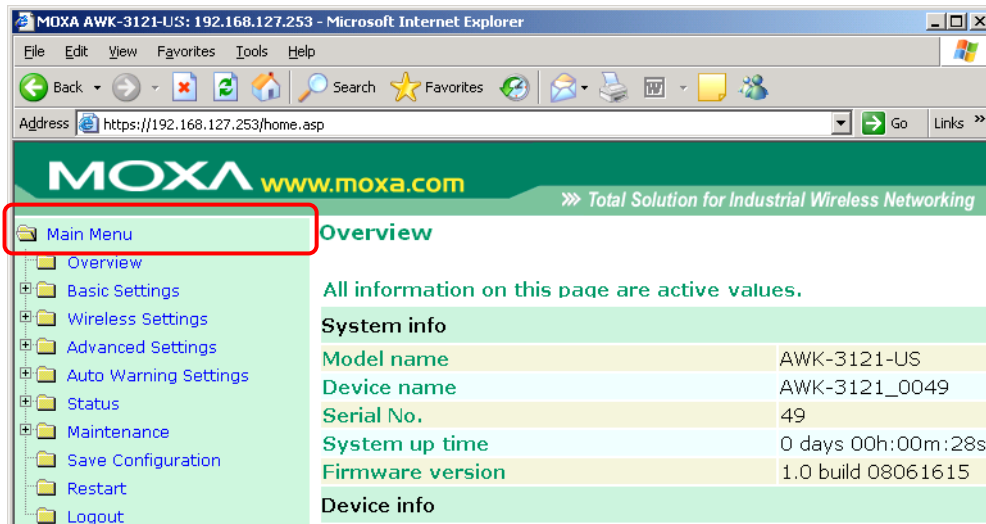 MOXA AWK-3121-US: 192.168.127.253 - Microsoft Internet Explorer
File Edit View Favorites Tools Help
Back Search Favorites
Address https://192.168.127.253/home.asp Go Links »
MOXA www.moxa.com
Total Solution for Industrial Wireless Networking
Main Menu
Overview
Basic Settings
Wireless Settings
Advanced Settings
Auto Warning Settings
Status
Maintenance
Save Configuration
Restart
Logout
Overview
All information on this page are active values.
System info
Model name AWK-3121-US
Device name AWK-3121_0049
Serial No. 49
System up time 0 days 00h:00m:28s
Firmware version 1.0 build 08061615
Device info